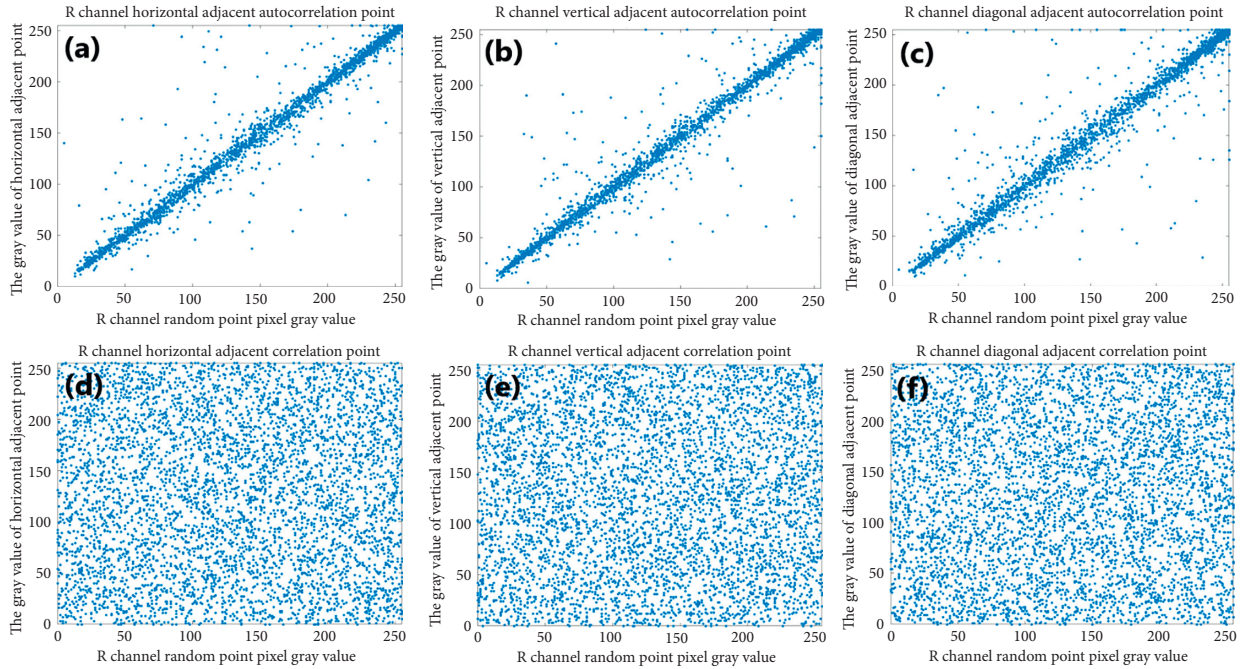 R channel horizontal adjacent autocorrelation point
(a)
The gray value of horizontal adjacent point
250
200
150
100
50
0
0 50 100 150 200 250
R channel random point pixel gray value
R channel vertical adjacent autocorrelation point
(b)
The gray value of vertical adjacent point
250
200
150
100
50
0
0 50 100 150 200 250
R channel random point pixel gray value
R channel diagonal adjacent autocorrelation point
(c)
The gray value of diagonal adjacent point
250
200
150
100
50
0
0 50 100 150 200 250
R channel random point pixel gray value
R channel horizontal adjacent correlation point
(d)
The gray value of horizontal adjacent point
250
200
150
100
50
0
0 50 100 150 200 250
R channel random point pixel gray value
R channel vertical adjacent correlation point
(e)
The gray value of vertical adjacent point
250
200
150
100
50
0
0 50 100 150 200 250
R channel random point pixel gray value
R channel diagonal adjacent correlation point
(f)
The gray value of diagonal adjacent point
250
200
150
100
50
0
0 50 100 150 200 250
R channel random point pixel gray value